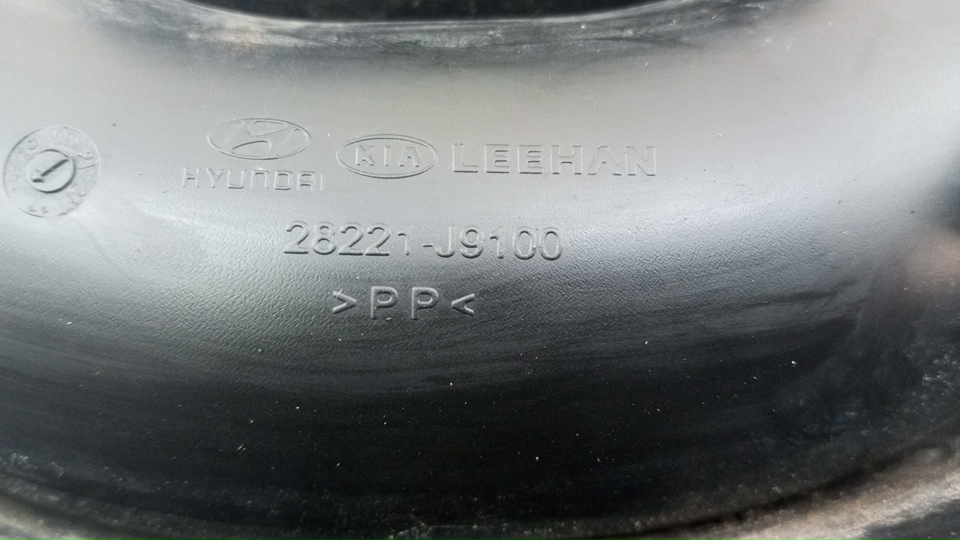 HYUNDAI KIA LEEHAN
28221-J9100
>PP<